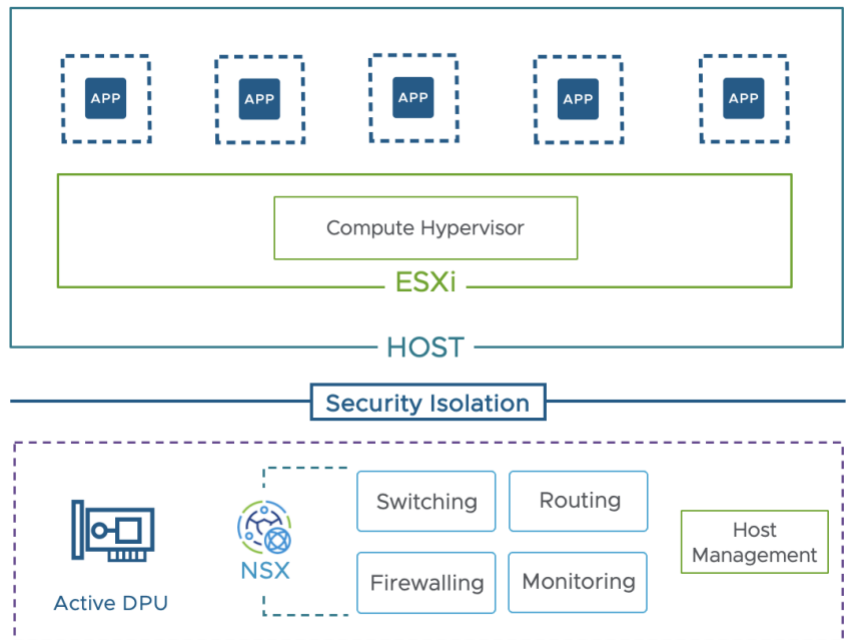 APP
APP
APP
APP
APP
Compute Hypervisor
ESXi
HOST
Security Isolation
Switching
Routing
Host
Management
NSX
Firewalling
Monitoring
Active DPU